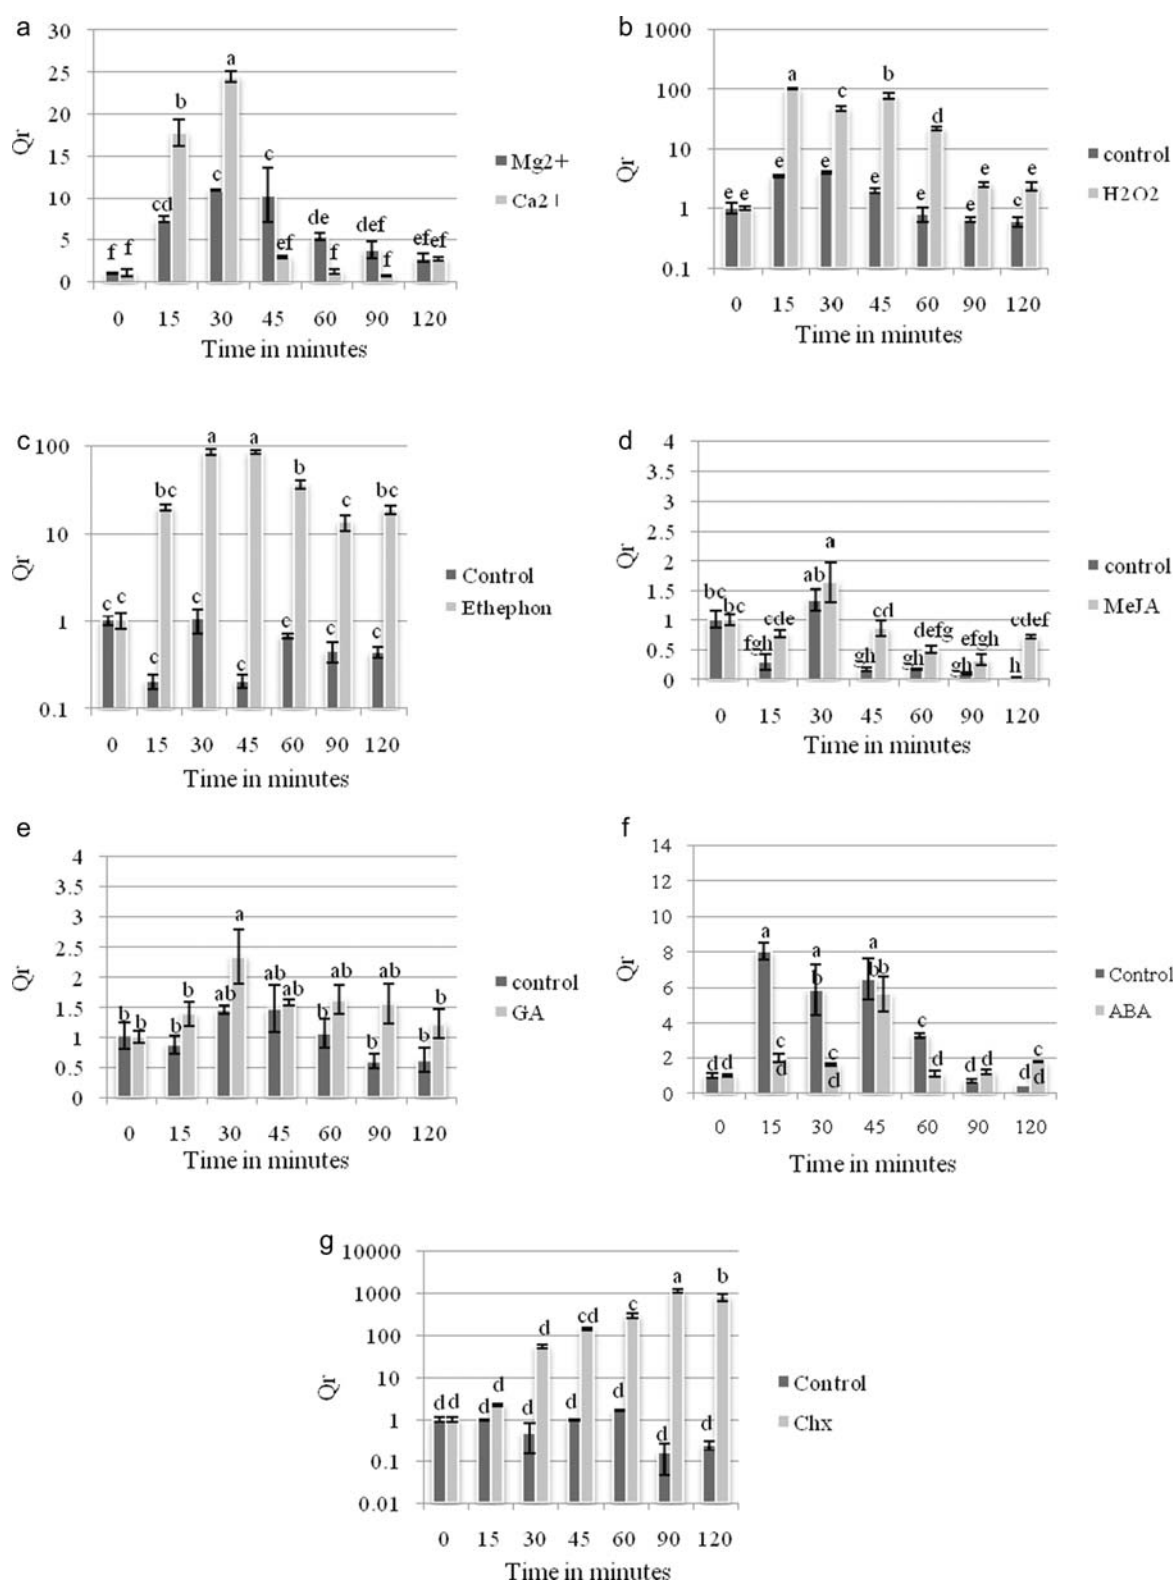 a
30
25
20
15
10
5
0
Qr
f f cd b c a c ef de f def f ef ef
0 15 30 45 60 90 120
Time in minutes
Mg2+
Ca2+
b
1000
100
10
1
0.1
Qr
e e e a e c e b e d e e c e
0 15 30 45 60 90 120
Time in minutes
control
H2O2
c
100
10
1
0.1
Qr
c c c bc c a c a c b c c c bc
0 15 30 45 60 90 120
Time in minutes
Control
Ethephon
d
4
3.5
3
2.5
2
1.5
1
0.5
0
Qr
bc bc fgh cde ab a gh cd gh defg gh efgh h cdef
0 15 30 45 60 90 120
Time in minutes
control
MeJA
e
4
3.5
3
2.5
2
1.5
1
0.5
0
Qr
b b b b ab a ab ab b ab b ab b b
0 15 30 45 60 90 120
Time in minutes
control
GA
f
14
12
10
8
6
4
2
0
Qr
d d a c d a b c d a b b c d d d d c d
0 15 30 45 60 90 120
Time in minutes
Control
ABA
g
10000
1000
100
10
1
0.1
0.01
Qr
d d d d d d d cd d c d a d b
0 15 30 45 60 90 120
Time in minutes
Control
Chx